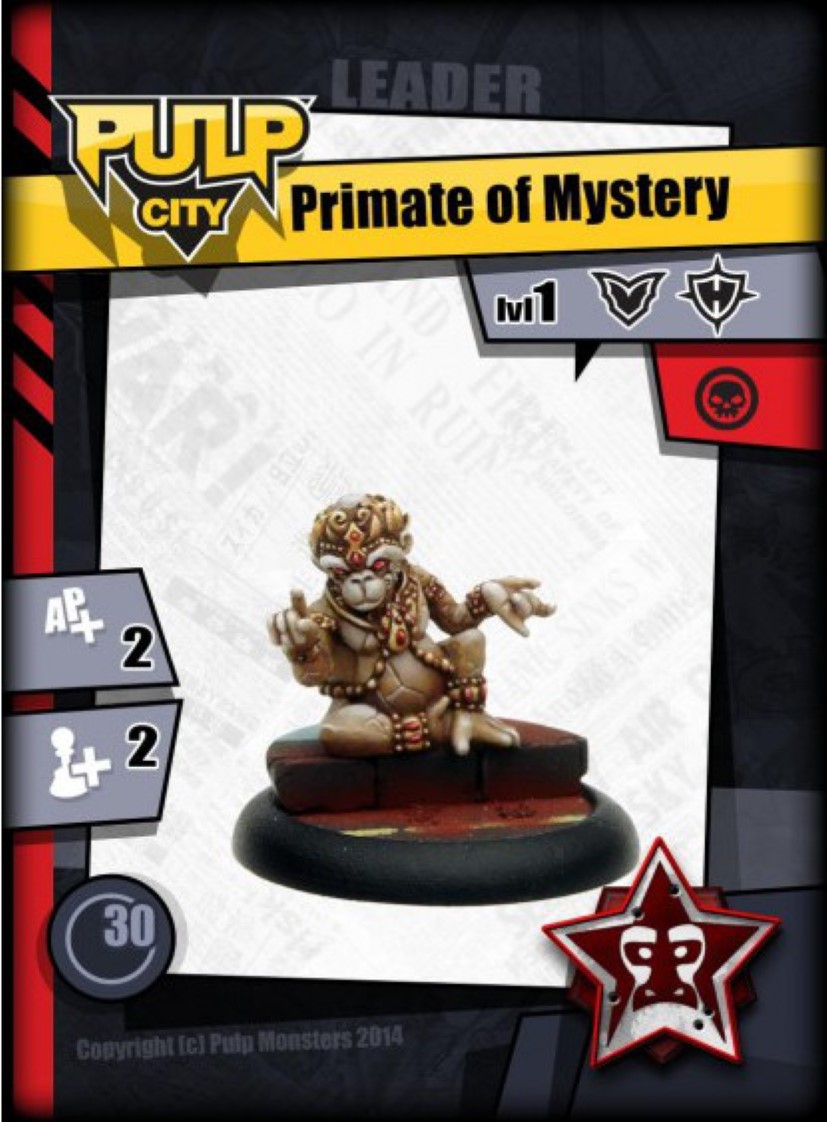 LEADER
PULP
CITY
Primate of Mystery
lvl1
AP+
2
+
2
30
Copyright (c) Pulp Monsters 2014